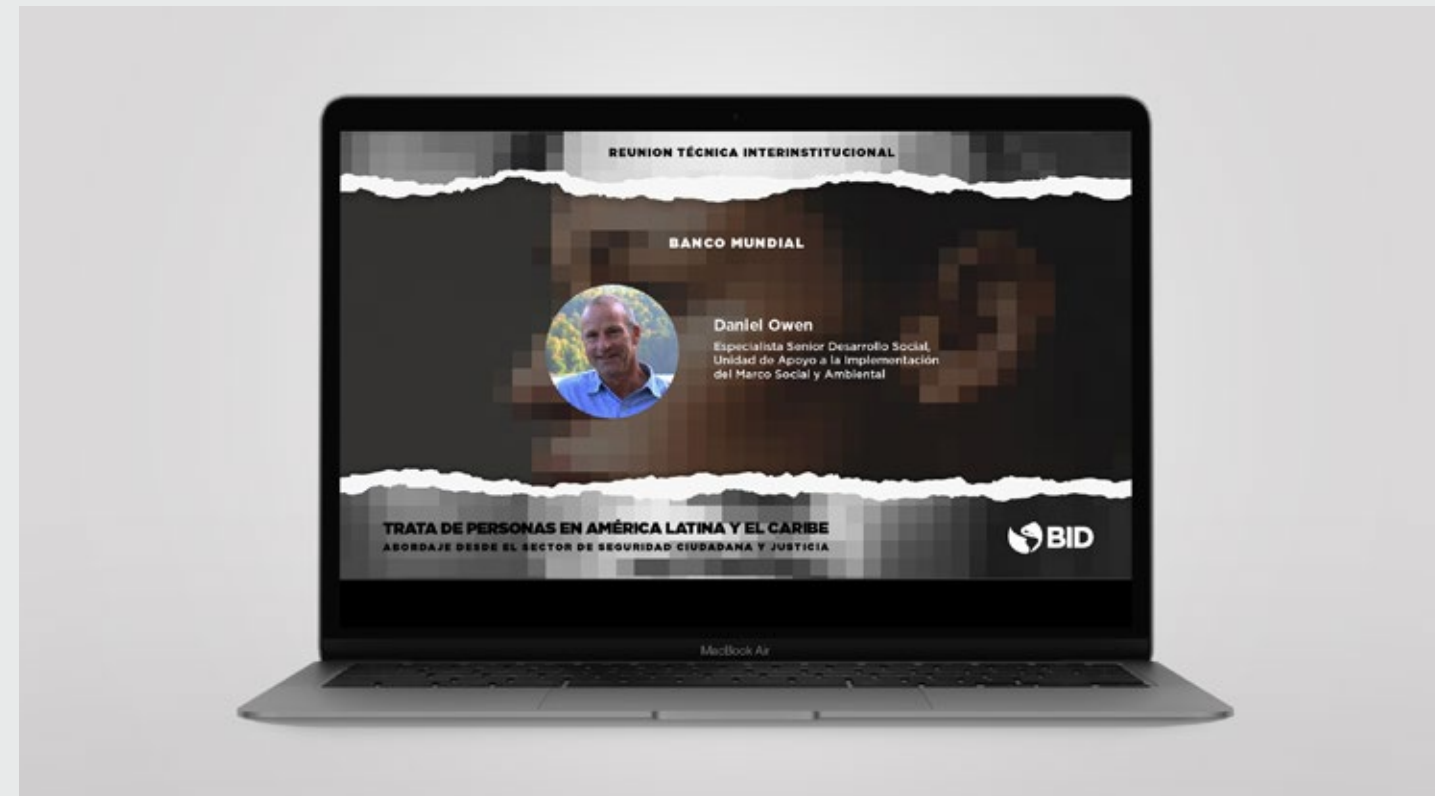 REUNION TÉCNICA INTERINSTITUCIONAL
BANCO MUNDIAL
Daniel Owen
Especialista Senior Desarrollo Social,
Unidad de Apoyo a la Implementación
del Marco Social y Ambiental
TRATA DE PERSONAS EN AMÉRICA LATINA Y EL CARIBE
ABORDAJE DESDE EL SECTOR DE SEGURIDAD CIUDADANA Y JUSTICIA
BID
MacBook Air